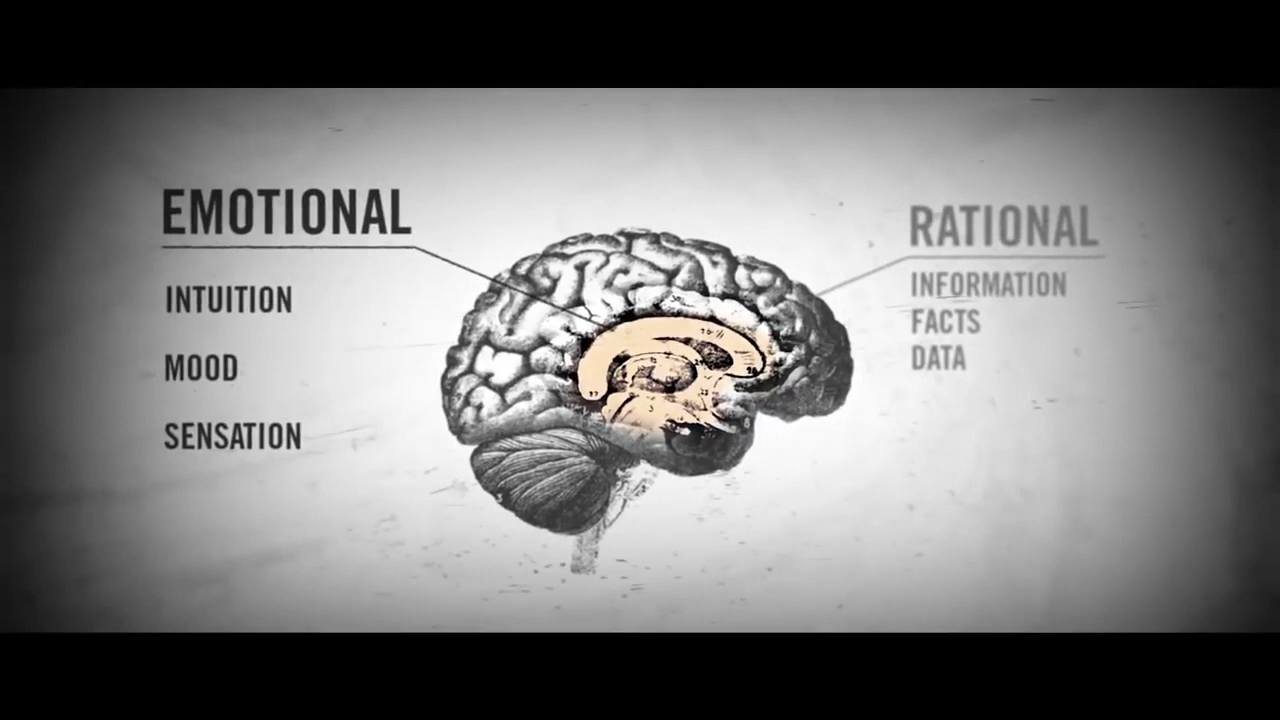 EMOTIONAL
INTUITION
MOOD
SENSATION
RATIONAL
INFORMATION
FACTS
DATA